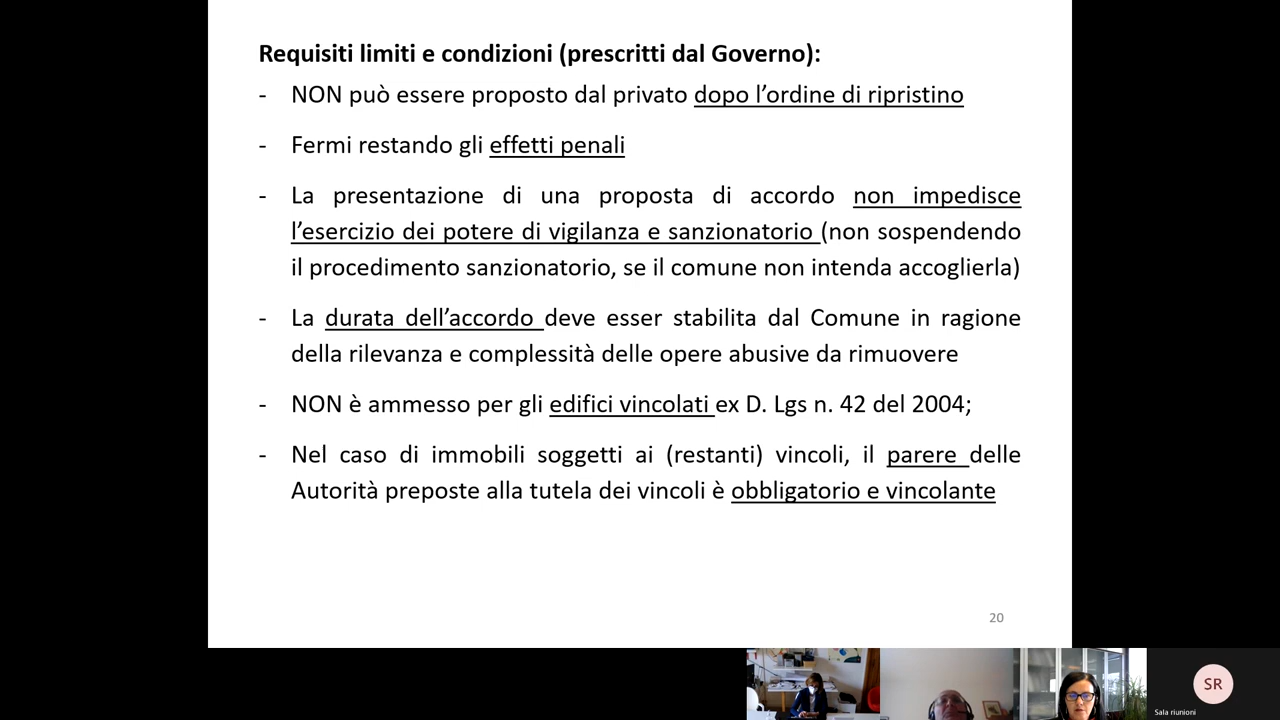 Requisiti limiti e condizioni (prescritti dal Governo):
- NON può essere proposto dal privato dopo l’ordine di ripristino
- Fermi restando gli effetti penali
- La presentazione di una proposta di accordo non impedisce
l’esercizio dei potere di vigilanza e sanzionatorio (non sospendendo
il procedimento sanzionatorio, se il comune non intenda accoglierla)
- La durata dell’accordo deve esser stabilita dal Comune in ragione
della rilevanza e complessità delle opere abusive da rimuovere
- NON è ammesso per gli edifici vincolati ex D. Lgs n. 42 del 2004;
- Nel caso di immobili soggetti ai (restanti) vincoli, il parere delle
Autorità preposte alla tutela dei vincoli è obbligatorio e vincolante
20
SR
Sala riunioni